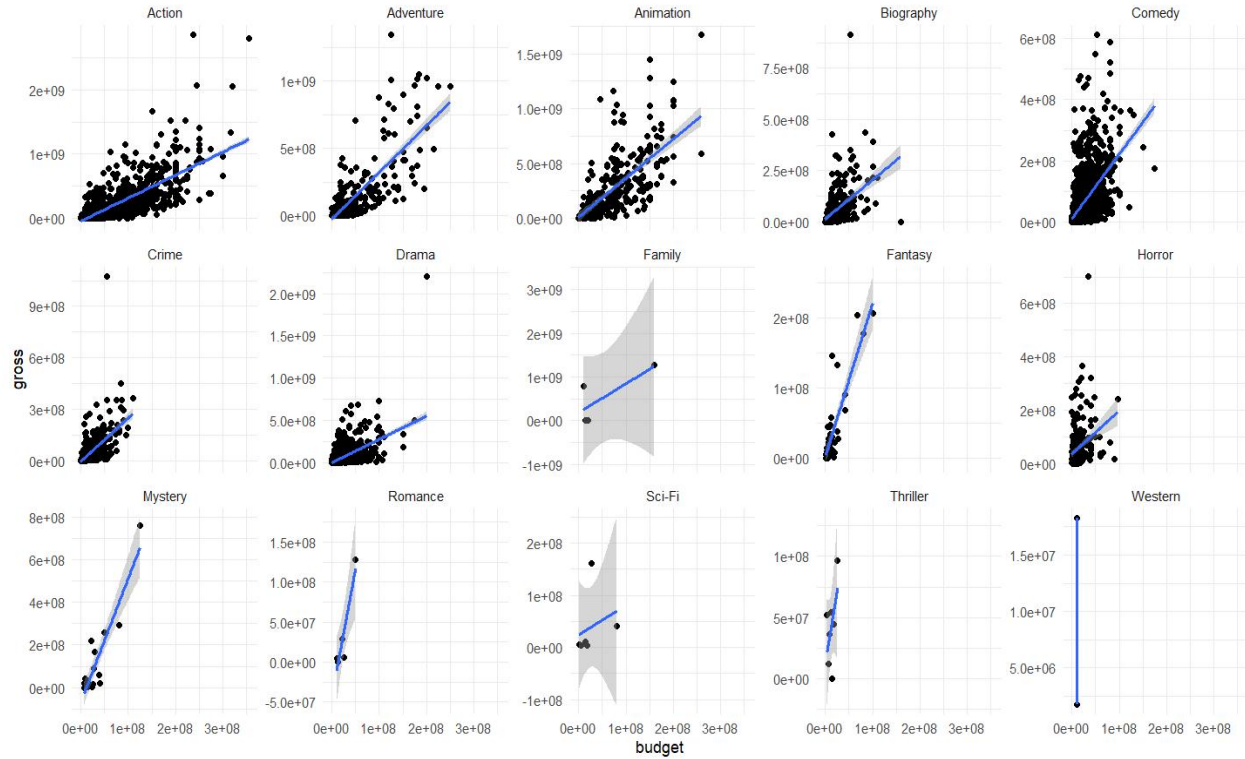 Action
Adventure
Animation
Biography
Comedy
2e+09
1e+09
0e+00
1e+09
5e+08
0e+00
1.5e+09
1.0e+09
5.0e+08
0.0e+00
7.5e+08
5.0e+08
2.5e+08
0.0e+00
6e+08
4e+08
2e+08
0e+00
Crime
Drama
Family
Fantasy
Horror
9e+08
6e+08
3e+08
0e+00
2.0e+09
1.5e+09
1.0e+09
5.0e+08
0.0e+00
3e+09
2e+09
1e+09
0e+00
-1e+09
2e+08
1e+08
0e+00
6e+08
4e+08
2e+08
0e+00
gross
Mystery
Romance
Sci-Fi
Thriller
Western
8e+08
6e+08
4e+08
2e+08
0e+00
1.5e+08
1.0e+08
5.0e+07
0.0e+00
-5.0e+07
2e+08
1e+08
0e+00
-1e+08
1e+08
5e+07
0e+00
1.5e+07
1.0e+07
5.0e+06
0e+00 1e+08 2e+08 3e+08
0e+00 1e+08 2e+08 3e+08
0e+00 1e+08 2e+08 3e+08
0e+00 1e+08 2e+08 3e+08
0e+00 1e+08 2e+08 3e+08
budget